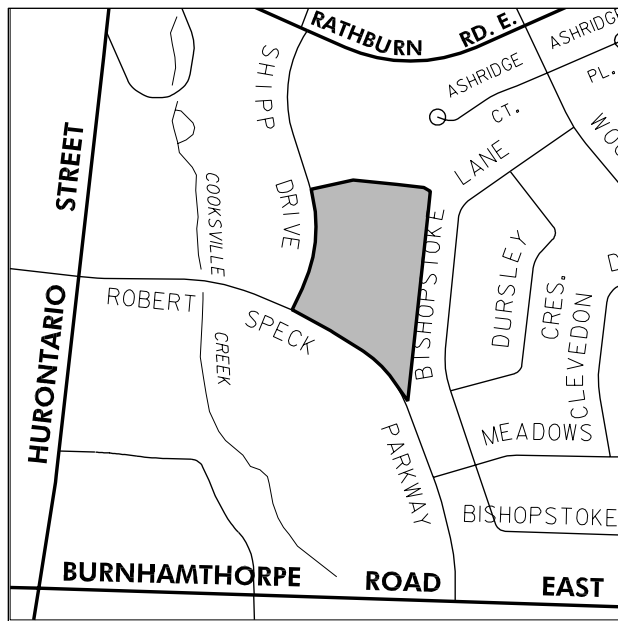 RATHBURN RD. E.
ASHRIDGE
ASHRIDGE CT.
PL.
SHIPP DRIVE
LANE
HURONTARIO STREET
COOKSVILLE CREEK
BISHOPSTOKE
DURSLEY CRES.
CLEVEDON
ROBERT SPECK PARKWAY
MEADOWS
BISHOPSTOKE
BURNHAMTHORPE ROAD EAST